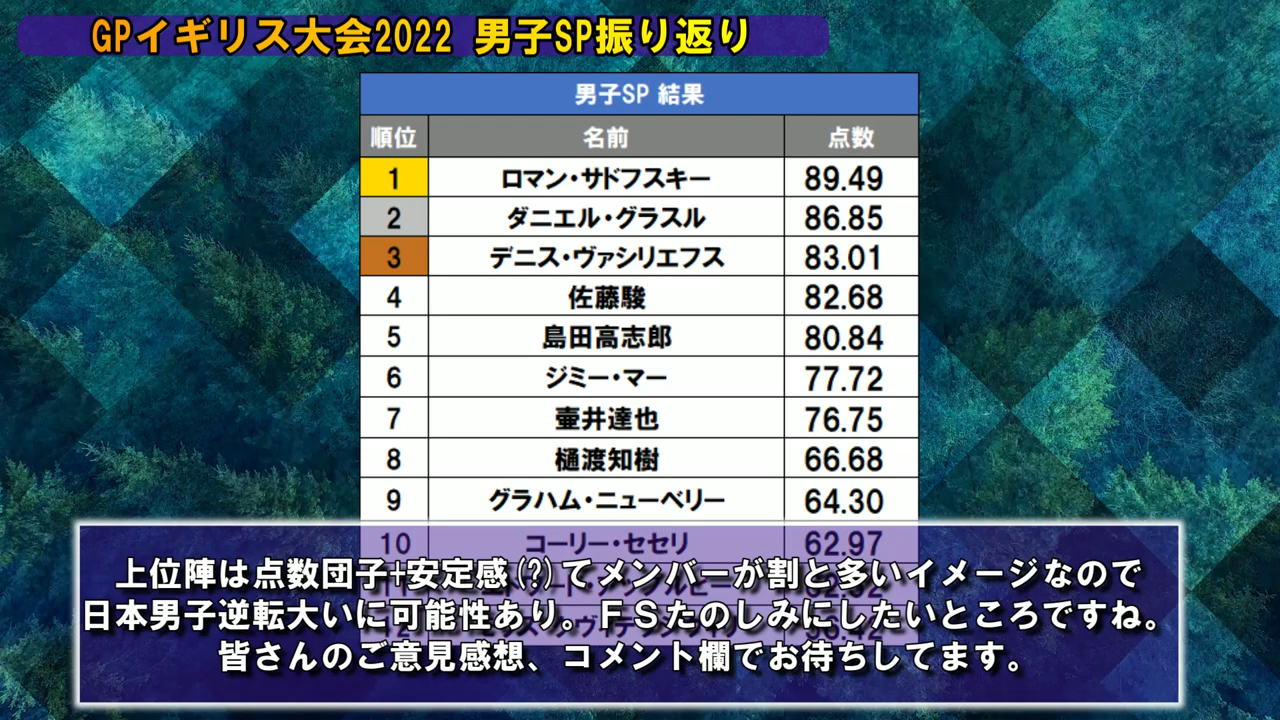 GPイギリス大会2022 男子SP振り返り
男子SP 結果
順位 名前 点数
1 ロマン・サドフスキー 89.49
2 ダニエル・グラスル 86.85
3 デニス・ヴァシリエフス 83.01
4 佐藤駿 82.68
5 島田高志郎 80.84
6 ジミー・マー 77.72
7 壷井達也 76.75
8 樋渡知樹 66.68
9 グラハム・ニューベリー 64.30
10 コーリー・セセリ 62.97
上位陣は点数団子+安定感(?)てメンバーが割と多いイメージなので
日本男子逆転大いに可能性あり。ＦＳたのしみにしたいところですね。
皆さんのご意見感想、コメント欄でお待ちしてます。